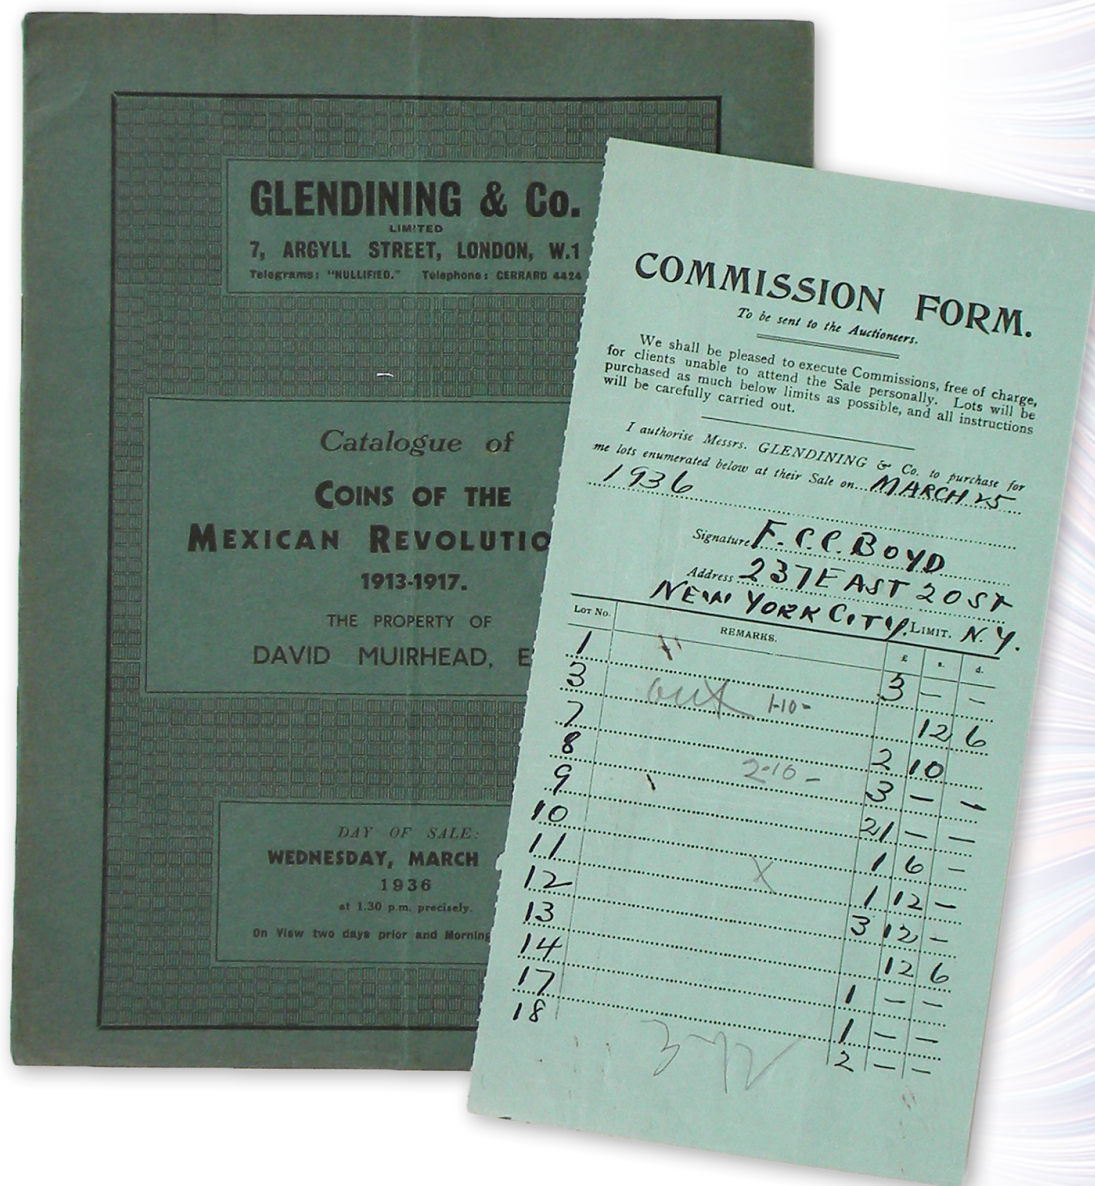 GLENDINING & Co.
LIMITED
7, ARGYLL STREET, LONDON, W.1
Telegrams: "NULLIFIED." Telephone: GERRARD 4424
Catalogue of
COINS OF THE
MEXICAN REVOLUTIO
1913-1917.
THE PROPERTY OF
DAVID MUIRHEAD, E
DAY OF SALE:
WEDNESDAY, MARCH
1936
at 1.30 p.m. precisely.
On View two days prior and Morning
COMMISSION FORM.
To be sent to the Auctioneers.
We shall be pleased to execute Commissions, free of charge,
for clients unable to attend the Sale personally. Lots will be
purchased as much below limits as possible, and all instructions
will be carefully carried out.
I authorise Messrs. GLENDINING & Co. to purchase for
me lots enumerated below at their Sale on MARCH 25
1936
Signature F.C.C. BOYD
Address 237 EAST 20 ST
NEW YORK CITY, N.Y.
Lot No. REMARKS. LIMIT.
£ s. d.
1 3 – –
3 out 1-10- 12 6
7 2 10
8 2-10- 3 – –
9 21 – –
10 1 6 –
11 X 1 12 –
12 3 12 –
13 12 6
14 1 – –
17 1 – –
18 2 – –